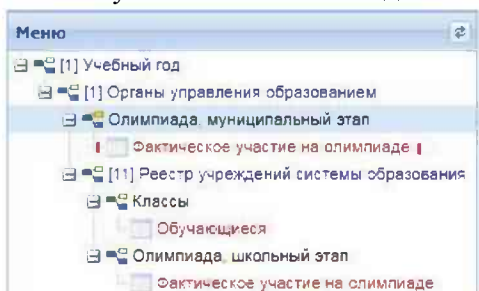 Меню
[1] Учебный год
[1] Органы управления образованием
Олимпиада, муниципальный этап
Фактическое участие на олимпиаде
[11] Реестр учреждений системы образования
Классы
Обучающиеся
Олимпиада, школьный этап
Фактическое участие на олимпиаде